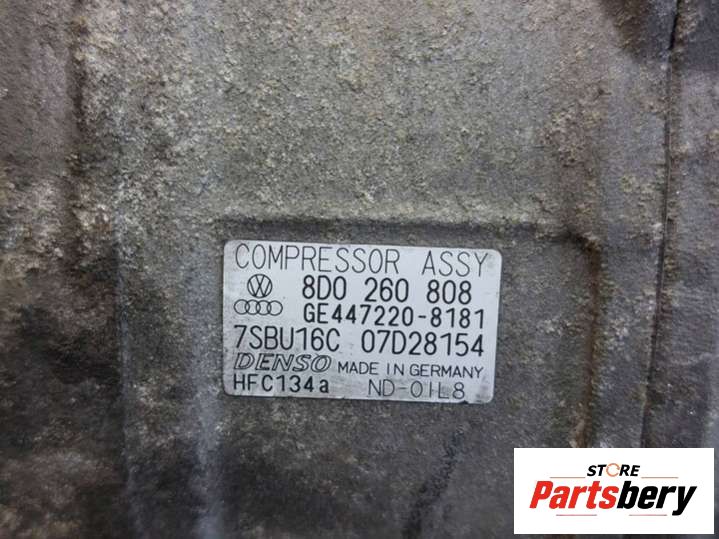 COMPRESSOR ASSY
8D0 260 808
GE447220-8181
7SBU16C 07D28154
DENSO MADE IN GERMANY
HFC134a ND-OIL8
STORE
Partsbery